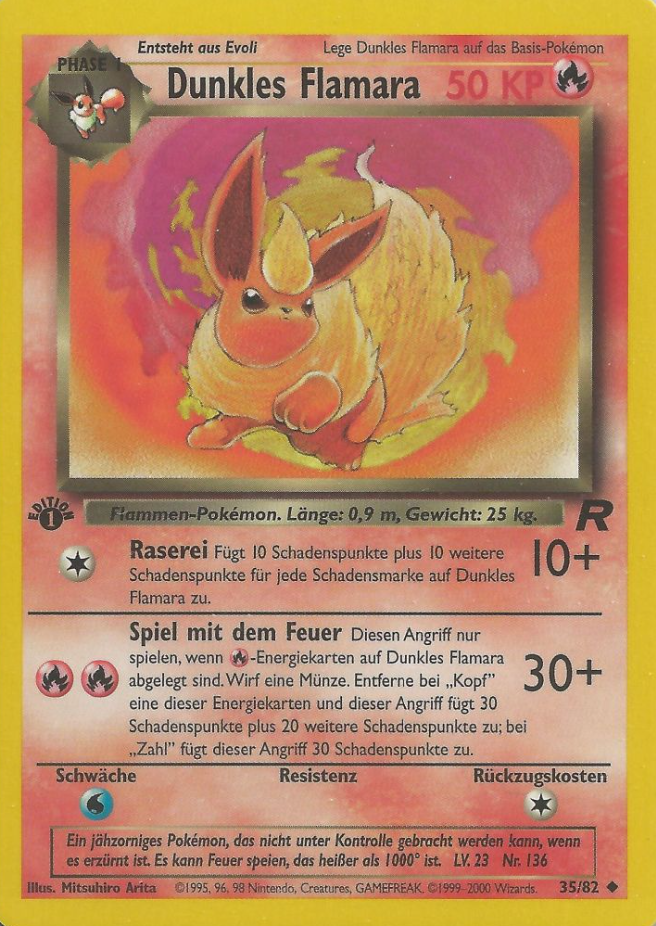 PHASE 1
Entsteht aus Evoli
Lege Dunkles Flamara auf das Basis-Pokémon
Dunkles Flamara 50 KP
EDITION 1
Flammen-Pokémon. Länge: 0,9 m, Gewicht: 25 kg.
R
Raserei Fügt 10 Schadenspunkte plus 10 weitere
Schadenspunkte für jede Schadensmarke auf Dunkles
Flamara zu.
10+
Spiel mit dem Feuer Diesen Angriff nur
spielen, wenn -Energiekarten auf Dunkles Flamara
abgelegt sind. Wirf eine Münze. Entferne bei „Kopf”
eine dieser Energiekarten und dieser Angriff fügt 30
Schadenspunkte plus 20 weitere Schadenspunkte zu; bei
„Zahl” fügt dieser Angriff 30 Schadenspunkte zu.
30+
Schwäche
Resistenz
Rückzugskosten
Ein jähzorniges Pokémon, das nicht unter Kontrolle gebracht werden kann, wenn
es erzürnt ist. Es kann Feuer speien, das heißer als 1000° ist. LV. 23 Nr. 136
Illus. Mitsuhiro Arita ©1995, 96, 98 Nintendo, Creatures, GAMEFREAK. ©1999-2000 Wizards. 35/82